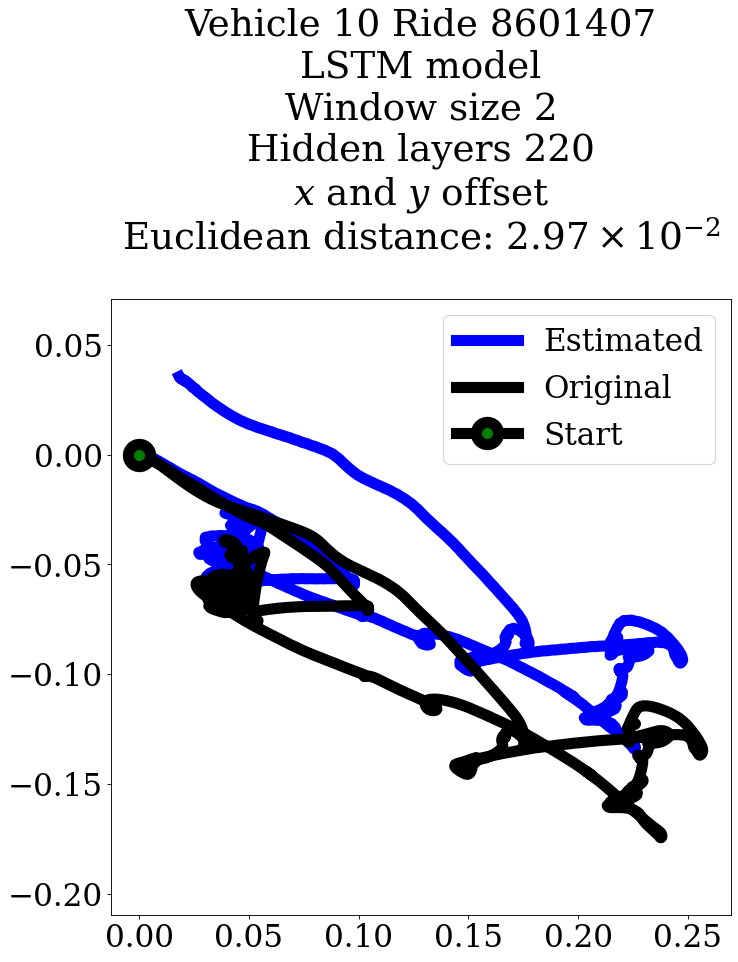 Vehicle 10 Ride 8601407
LSTM model
Window size 2
Hidden layers 220
x and y offset
Euclidean distance: 2.97 × 10⁻²
Estimated
Original
Start
0.05
0.00
−0.05
−0.10
−0.15
−0.20
0.00 0.05 0.10 0.15 0.20 0.25